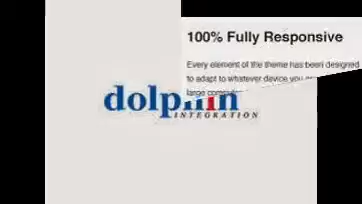 100% Fully Responsive
Every element of the theme has been designed
to adapt to whatever device you
large
dolphin
INTEGRATION